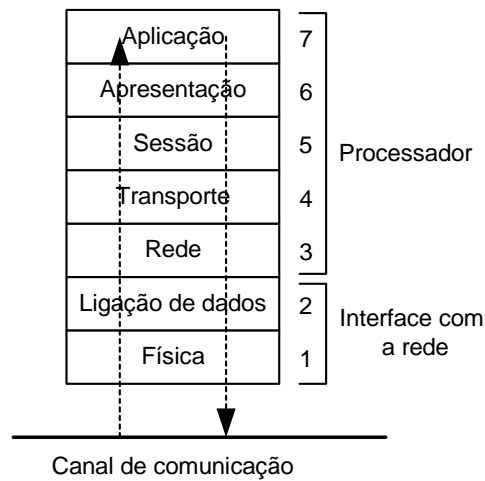 Aplicação 7
Apresentação 6
Sessão 5
Processador
Transporte 4
Rede 3
Ligação de dados 2
Interface com
a rede
Física 1
Canal de comunicação